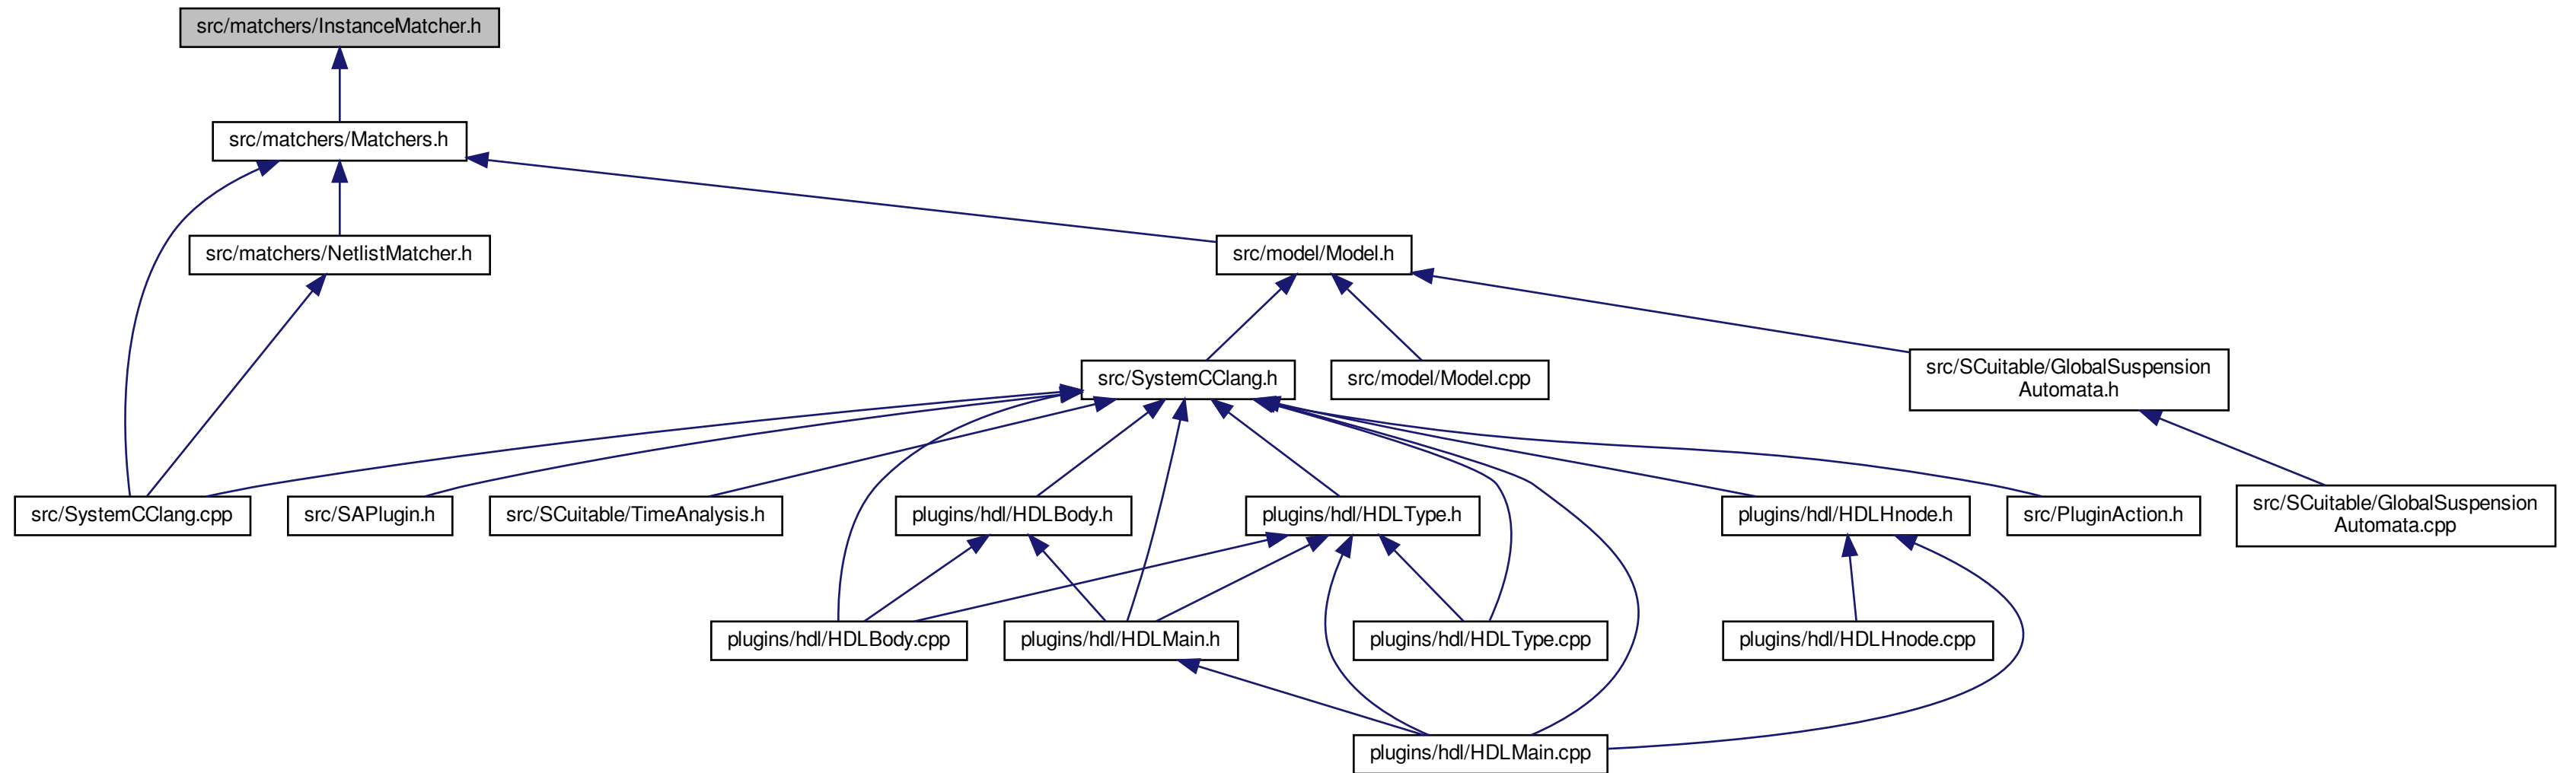 src/matchers/InstanceMatcher.h
src/matchers/Matchers.h
src/matchers/NetlistMatcher.h
src/model/Model.h
src/SystemCClang.h
src/model/Model.cpp
src/SCuitable/GlobalSuspension
Automata.h
src/SystemCClang.cpp
src/SAPlugin.h
src/SCuitable/TimeAnalysis.h
plugins/hdl/HDLBody.h
plugins/hdl/HDLType.h
plugins/hdl/HDLHnode.h
src/PluginAction.h
src/SCuitable/GlobalSuspension
Automata.cpp
plugins/hdl/HDLBody.cpp
plugins/hdl/HDLMain.h
plugins/hdl/HDLType.cpp
plugins/hdl/HDLHnode.cpp
plugins/hdl/HDLMain.cpp